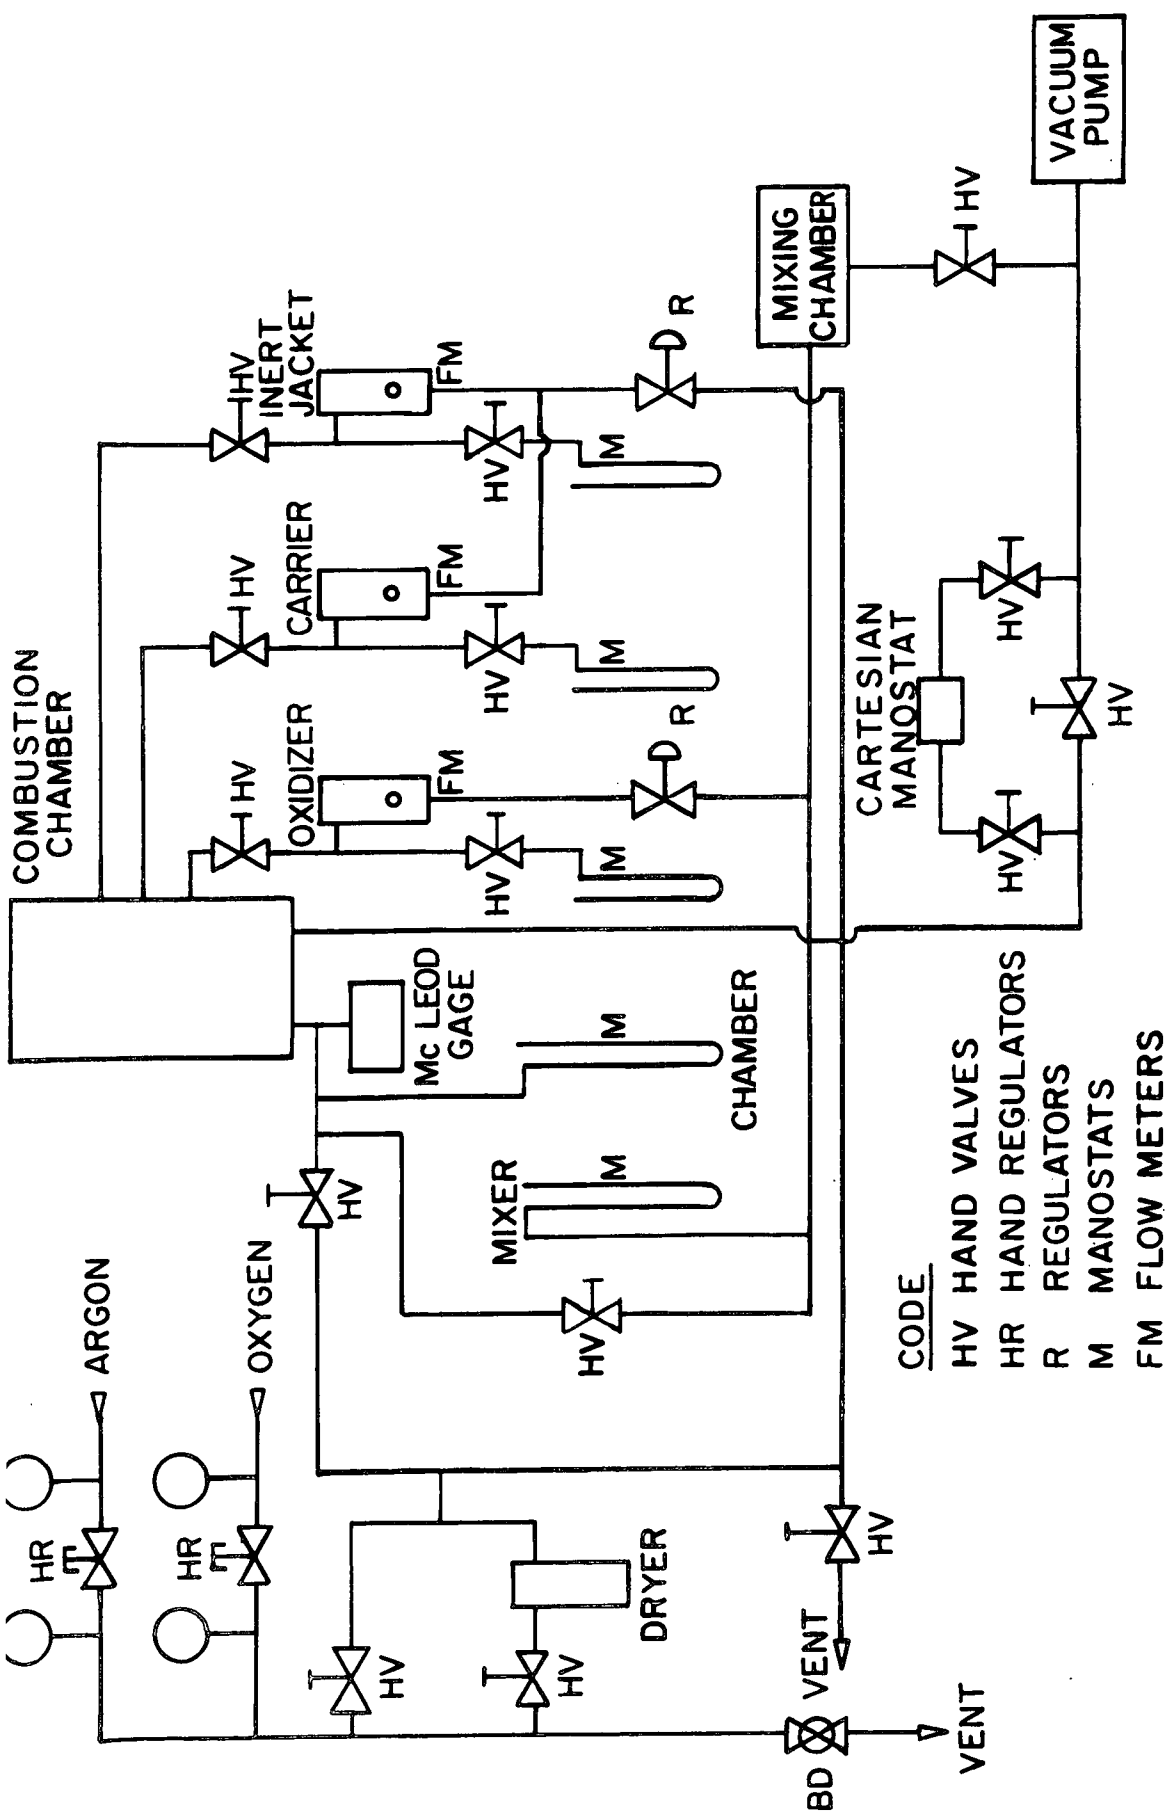 ARGON
HR
OXYGEN
HR
HV
HV
DRYER
HV
VENT
BD
VENT
HV
HV
MIXER
M
CHAMBER
M
Mc LEOD
GAGE
COMBUSTION
CHAMBER
HV
OXIDIZER
FM
HV
M
R
HV
CARRIER
FM
HV
M
HV
INERT
JACKET
FM
HV
M
R
MIXING
CHAMBER
HV
VACUUM
PUMP
CARTESIAN
MANOSTAT
HV
HV
HV
CODE
HV HAND VALVES
HR HAND REGULATORS
R REGULATORS
M MANOSTATS
FM FLOW METERS